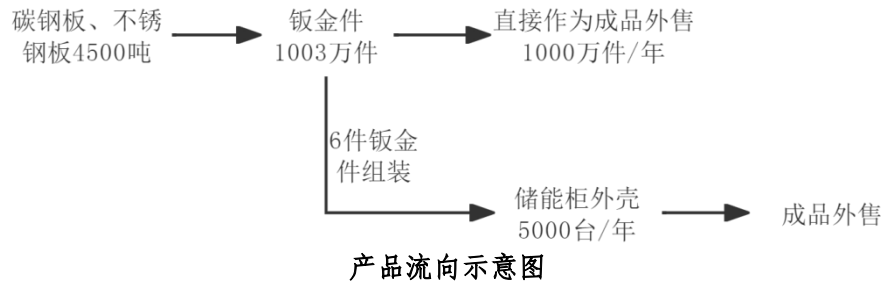 碳钢板、不锈
钢板4500吨
钣金件
1003万件
直接作为成品外售
1000万件/年
6件钣金
件组装
储能柜外壳
5000台/年
成品外售
产品流向示意图